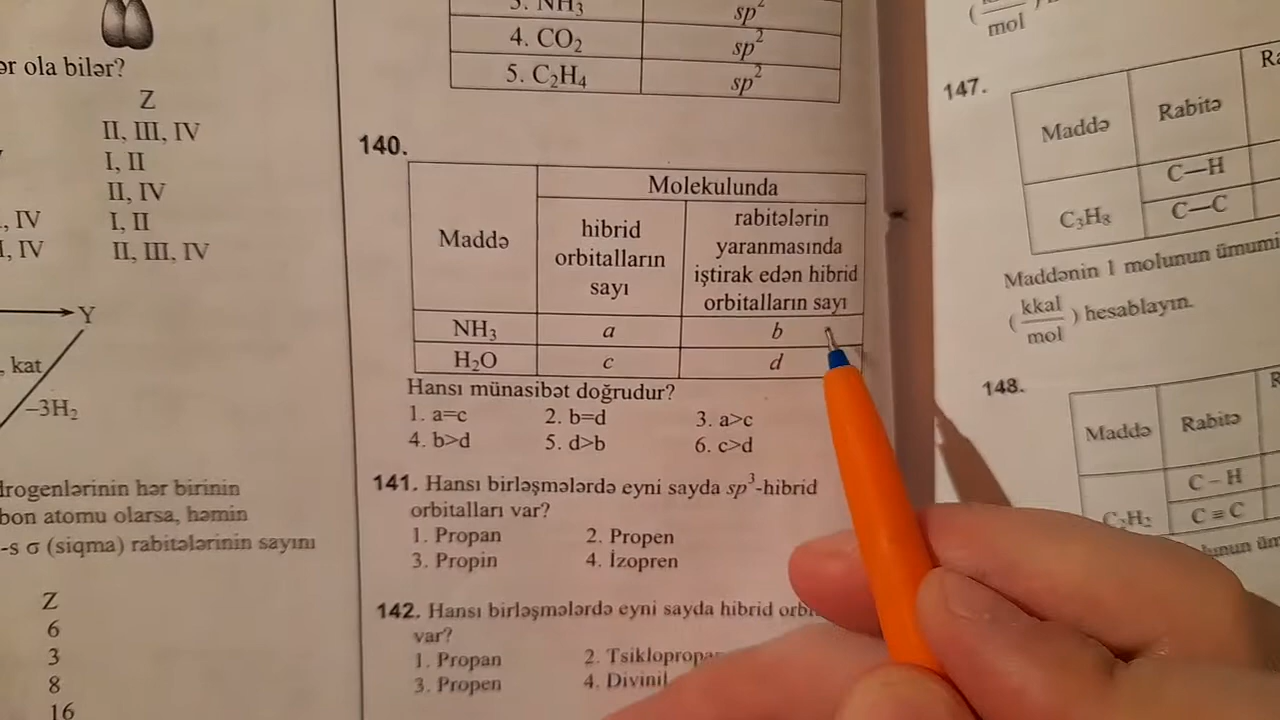 ər ola bilər?
Z
II, III, IV
I, II
II, IV
, IV I, II
I, IV II, III, IV
Y
, kat
–3H₂
drogenlərinin hər birinin
bon atomu olarsa, həmin
-s σ (siqma) rabitələrinin sayını
Z
6
3
8
16
3. NH₃ sp²
4. CO₂ sp²
5. C₂H₄ sp²
140.
Maddə
Molekulunda
hibrid
orbitalların
sayı
rabitələrin
yaranmasında
iştirak edən hibrid
orbitalların sayı
NH₃ a b
H₂O c d
Hansı münasibət doğrudur?
1. a=c 2. b=d 3. a>c
4. b>d 5. d>b 6. c>d
141. Hansı birləşmələrdə eyni sayda sp³-hibrid
orbitalları var?
1. Propan 2. Propen
3. Propin 4. İzopren
142. Hansı birləşmələrdə eyni sayda hibrid
var?
1. Propan
3. Propen 4. Divinil
mol
147.
Maddə Rabitə
C₃H₈
C—H
C—C
Maddənin 1 molunun ümumi
(kkal/mol) hesablayın.
148.
Maddə Rabitə
C₂H₂
C – H
C ≡ C